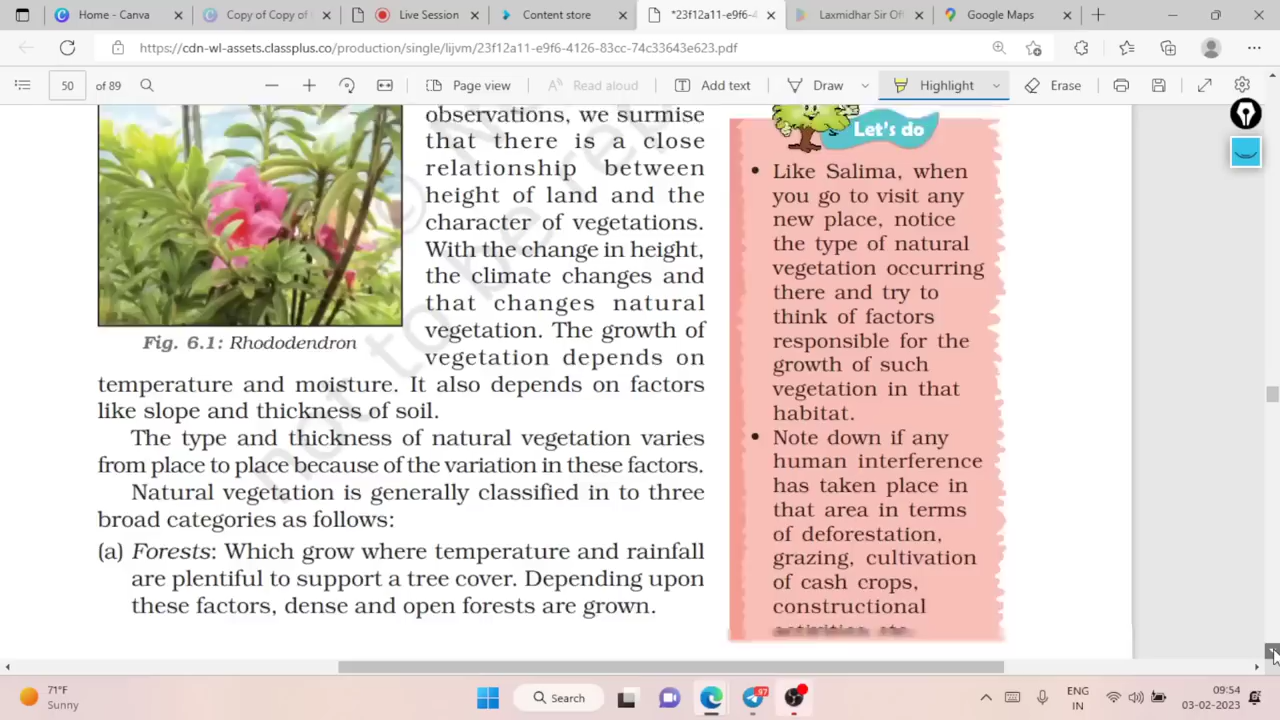 Home - Canva
Copy of Copy of
Live Session
Content store
*23f12a11-e9f6-4
Laxmidhar Sir Of
Google Maps
https://cdn-wl-assets.classplus.co/production/single/lijvm/23f12a11-e9f6-4126-83cc-74c33643e623.pdf
50 of 89
Page view
Read aloud
Add text
Draw
Highlight
Erase
observations, we surmise
that there is a close
relationship between
height of land and the
character of vegetations.
With the change in height,
the climate changes and
that changes natural
vegetation. The growth of
vegetation depends on
Fig. 6.1: Rhododendron
temperature and moisture. It also depends on factors
like slope and thickness of soil.
The type and thickness of natural vegetation varies
from place to place because of the variation in these factors.
Natural vegetation is generally classified in to three
broad categories as follows:
(a) Forests: Which grow where temperature and rainfall
are plentiful to support a tree cover. Depending upon
these factors, dense and open forests are grown.
Let's do
• Like Salima, when
you go to visit any
new place, notice
the type of natural
vegetation occurring
there and try to
think of factors
responsible for the
growth of such
vegetation in that
habitat.
• Note down if any
human interference
has taken place in
that area in terms
of deforestation,
grazing, cultivation
of cash crops,
constructional
not to be re
71°F
Sunny
Search
97
ENG
IN
09:54
03-02-2023